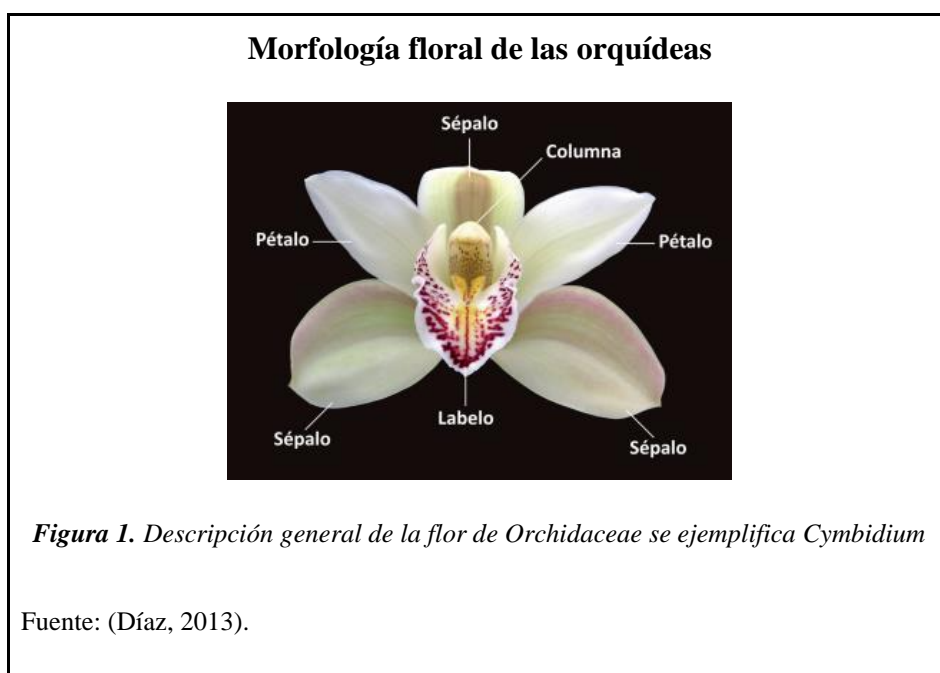 Morfología floral de las orquídeas
Sépalo
Columna
Pétalo
Pétalo
Labelo
Sépalo
Sépalo
Figura 1. Descripción general de la flor de Orchidaceae se ejemplifica Cymbidium
Fuente: (Díaz, 2013).